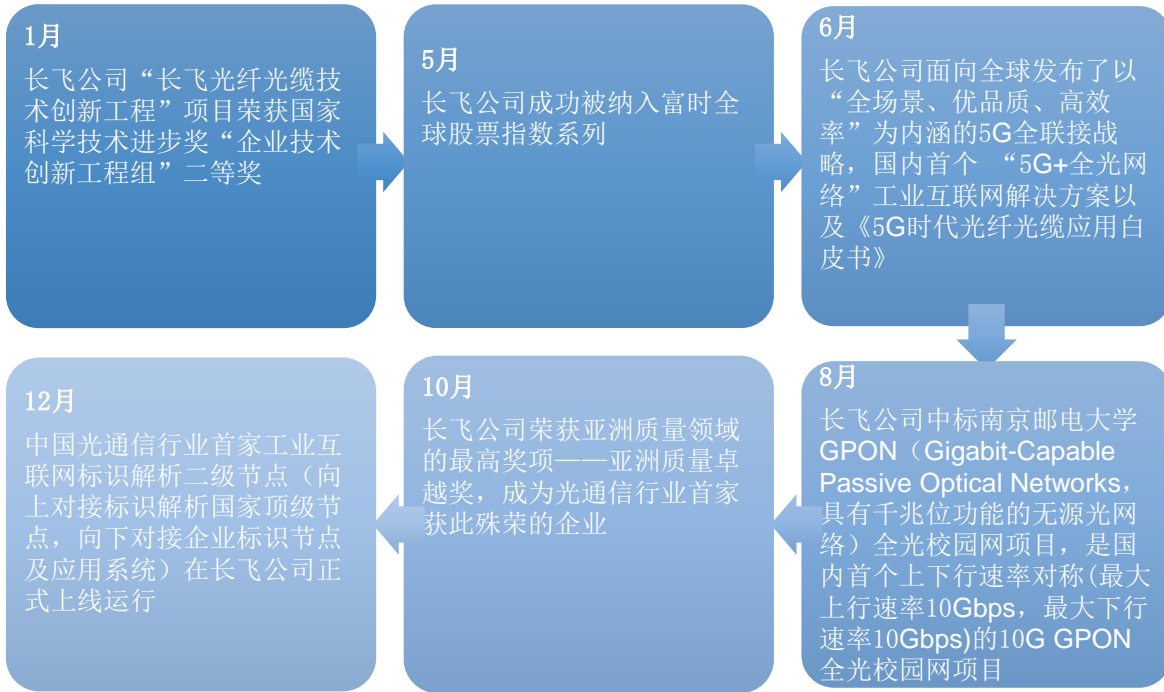 1月
长飞公司“长飞光纤光缆技
术创新工程”项目荣获国家
科学技术进步奖“企业技术
创新工程组”二等奖
5月
长飞公司成功被纳入富时全
球股票指数系列
6月
长飞公司面向全球发布了以
“全场景、优品质、高效
率”为内涵的5G全联接战
略，国内首个 “5G+全光网
络”工业互联网解决方案以
及《5G时代光纤光缆应用白
皮书》
8月
长飞公司中标南京邮电大学
GPON（Gigabit-Capable
Passive Optical Networks，
具有千兆位功能的无源光网
络）全光校园网项目，是国
内首个上下行速率对称(最大
上行速率10Gbps，最大下行
速率10Gbps)的10G GPON
全光校园网项目
10月
长飞公司荣获亚洲质量领域
的最高奖项——亚洲质量卓
越奖，成为光通信行业首家
获此殊荣的企业
12月
中国光通信行业首家工业互
联网标识解析二级节点（向
上对接标识解析国家顶级节
点，向下对接企业标识节点
及应用系统）在长飞公司正
式上线运行